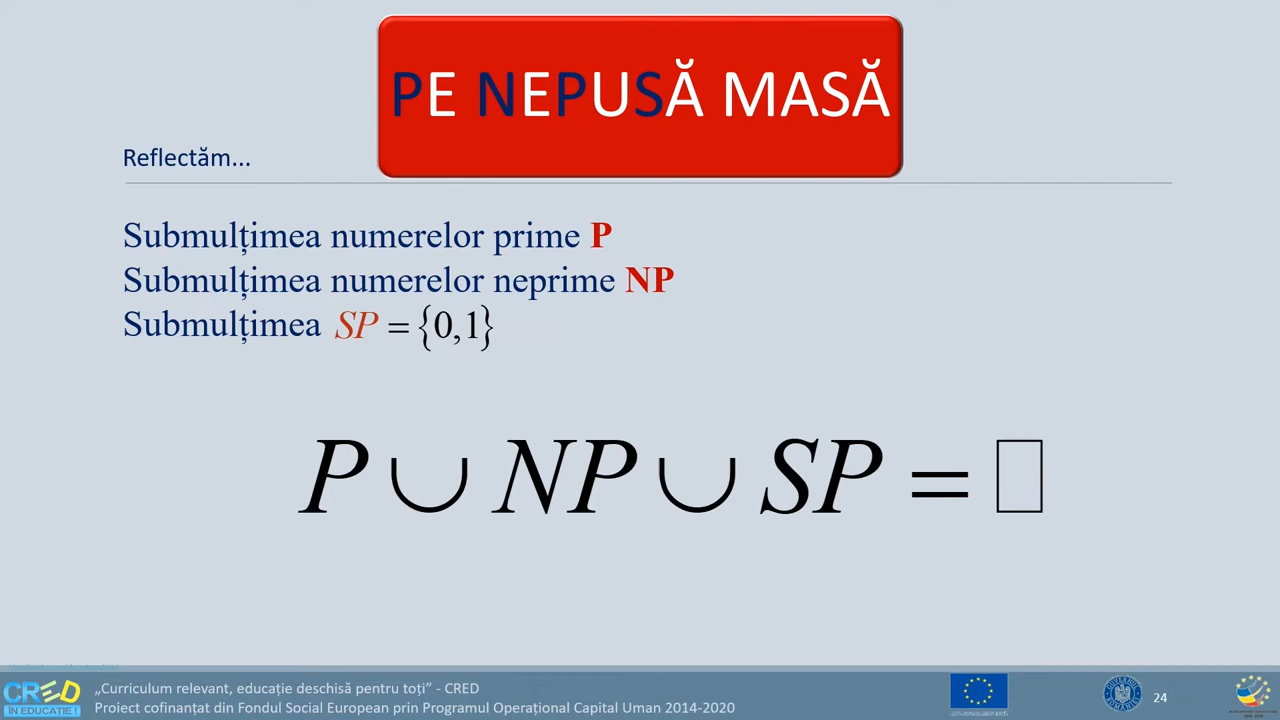 PE NEPUSĂ MASĂ
Reflectăm...
Submulțimea numerelor prime P
Submulțimea numerelor neprime NP
Submulțimea SP = {0,1}
P ∪ NP ∪ SP = □
CRED
ÎN EDUCAȚIE !
„Curriculum relevant, educație deschisă pentru toți” - CRED
Proiect cofinanțat din Fondul Social European prin Programul Operațional Capital Uman 2014-2020
24